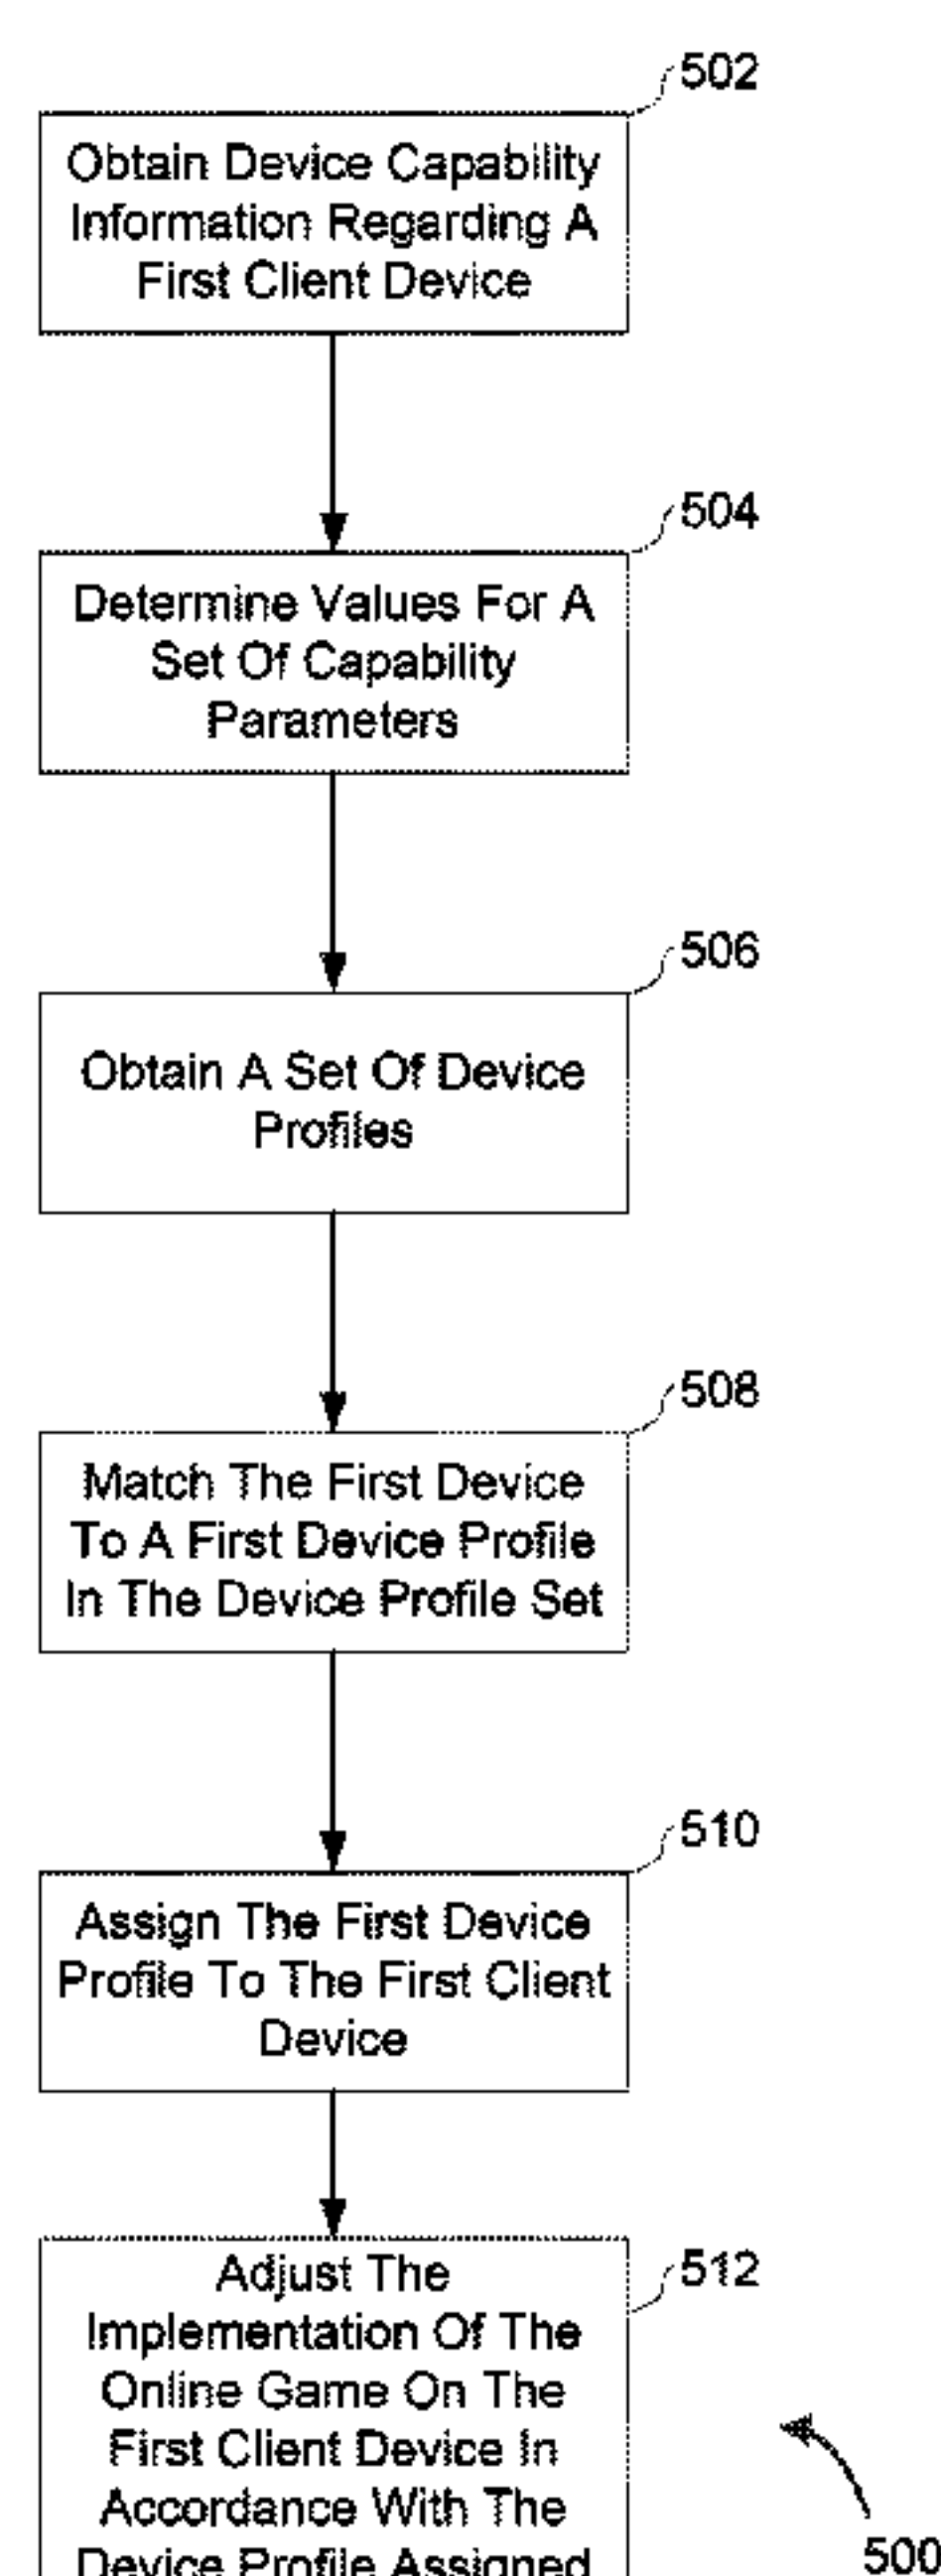 502
Obtain Device Capability
Information Regarding A
First Client Device
504
Determine Values For A
Set Of Capability
Parameters
506
Obtain A Set Of Device
Profiles
508
Match The First Device
To A First Device Profile
In The Device Profile Set
510
Assign The First Device
Profile To The First Client
Device
512
Adjust The
Implementation Of The
Online Game On The
First Client Device In
Accordance With The
Device Profile Assigned
500